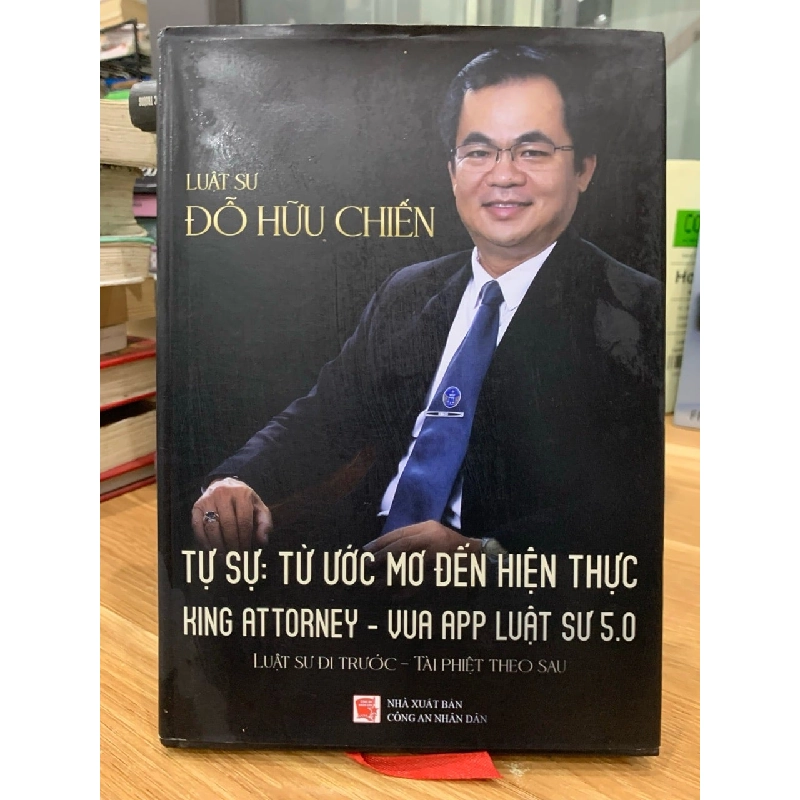 LUẬT SƯ
ĐỖ HỮU CHIẾN
TỰ SỰ: TỪ ƯỚC MƠ ĐẾN HIỆN THỰC
KING ATTORNEY - VUA APP LUẬT SƯ 5.0
LUẬT SƯ ĐI TRƯỚC – TÀI PHIỆT THEO SAU
NHÀ XUẤT BẢN
CÔNG AN NHÂN DÂN